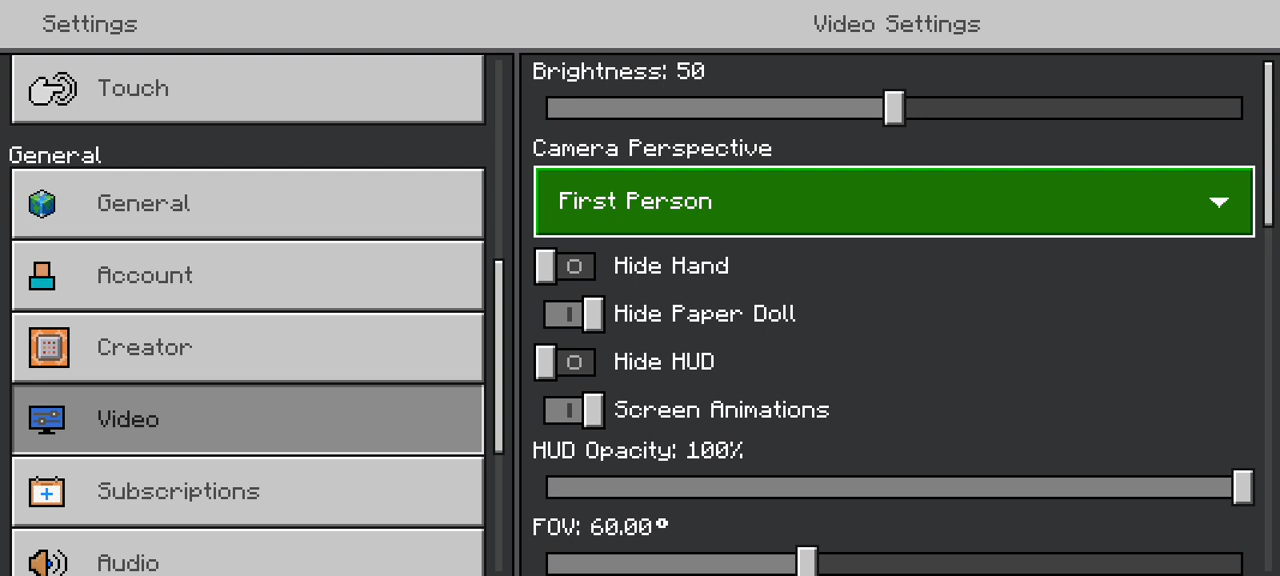 Settings
Video Settings
Touch
General
General
Account
Creator
Video
Subscriptions
Audio
Brightness: 50
Camera Perspective
First Person
Hide Hand
Hide Paper Doll
Hide HUD
Screen Animations
HUD Opacity: 100%
FOV: 60.00°